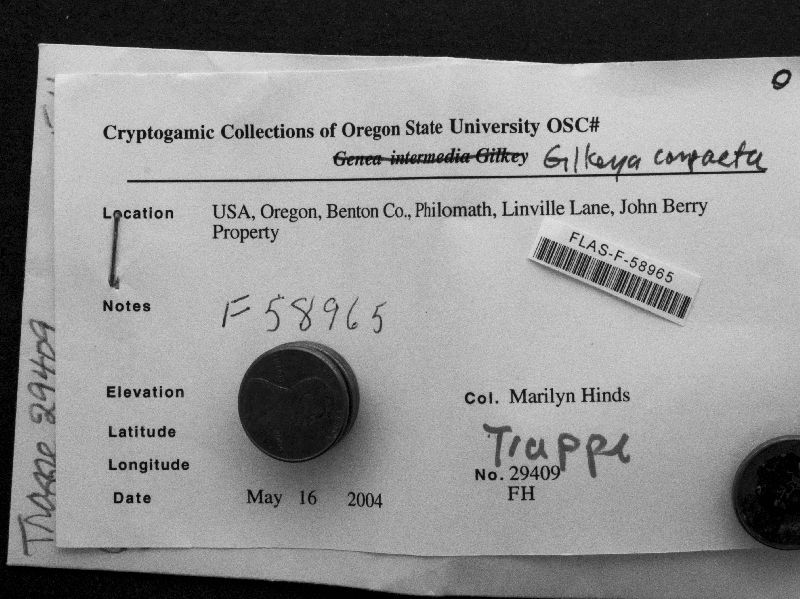 Cryptogamic Collections of Oregon State University OSC#
Genea intermedia Gilkey Gilkeya compacta
Location USA, Oregon, Benton Co., Philomath, Linville Lane, John Berry
Property
FLAS-F-58965
Notes F58965
Elevation
Col. Marilyn Hinds
Latitude
Trappe
Longitude
No. 29409
FH
Date May 16 2004
Trappe 29409